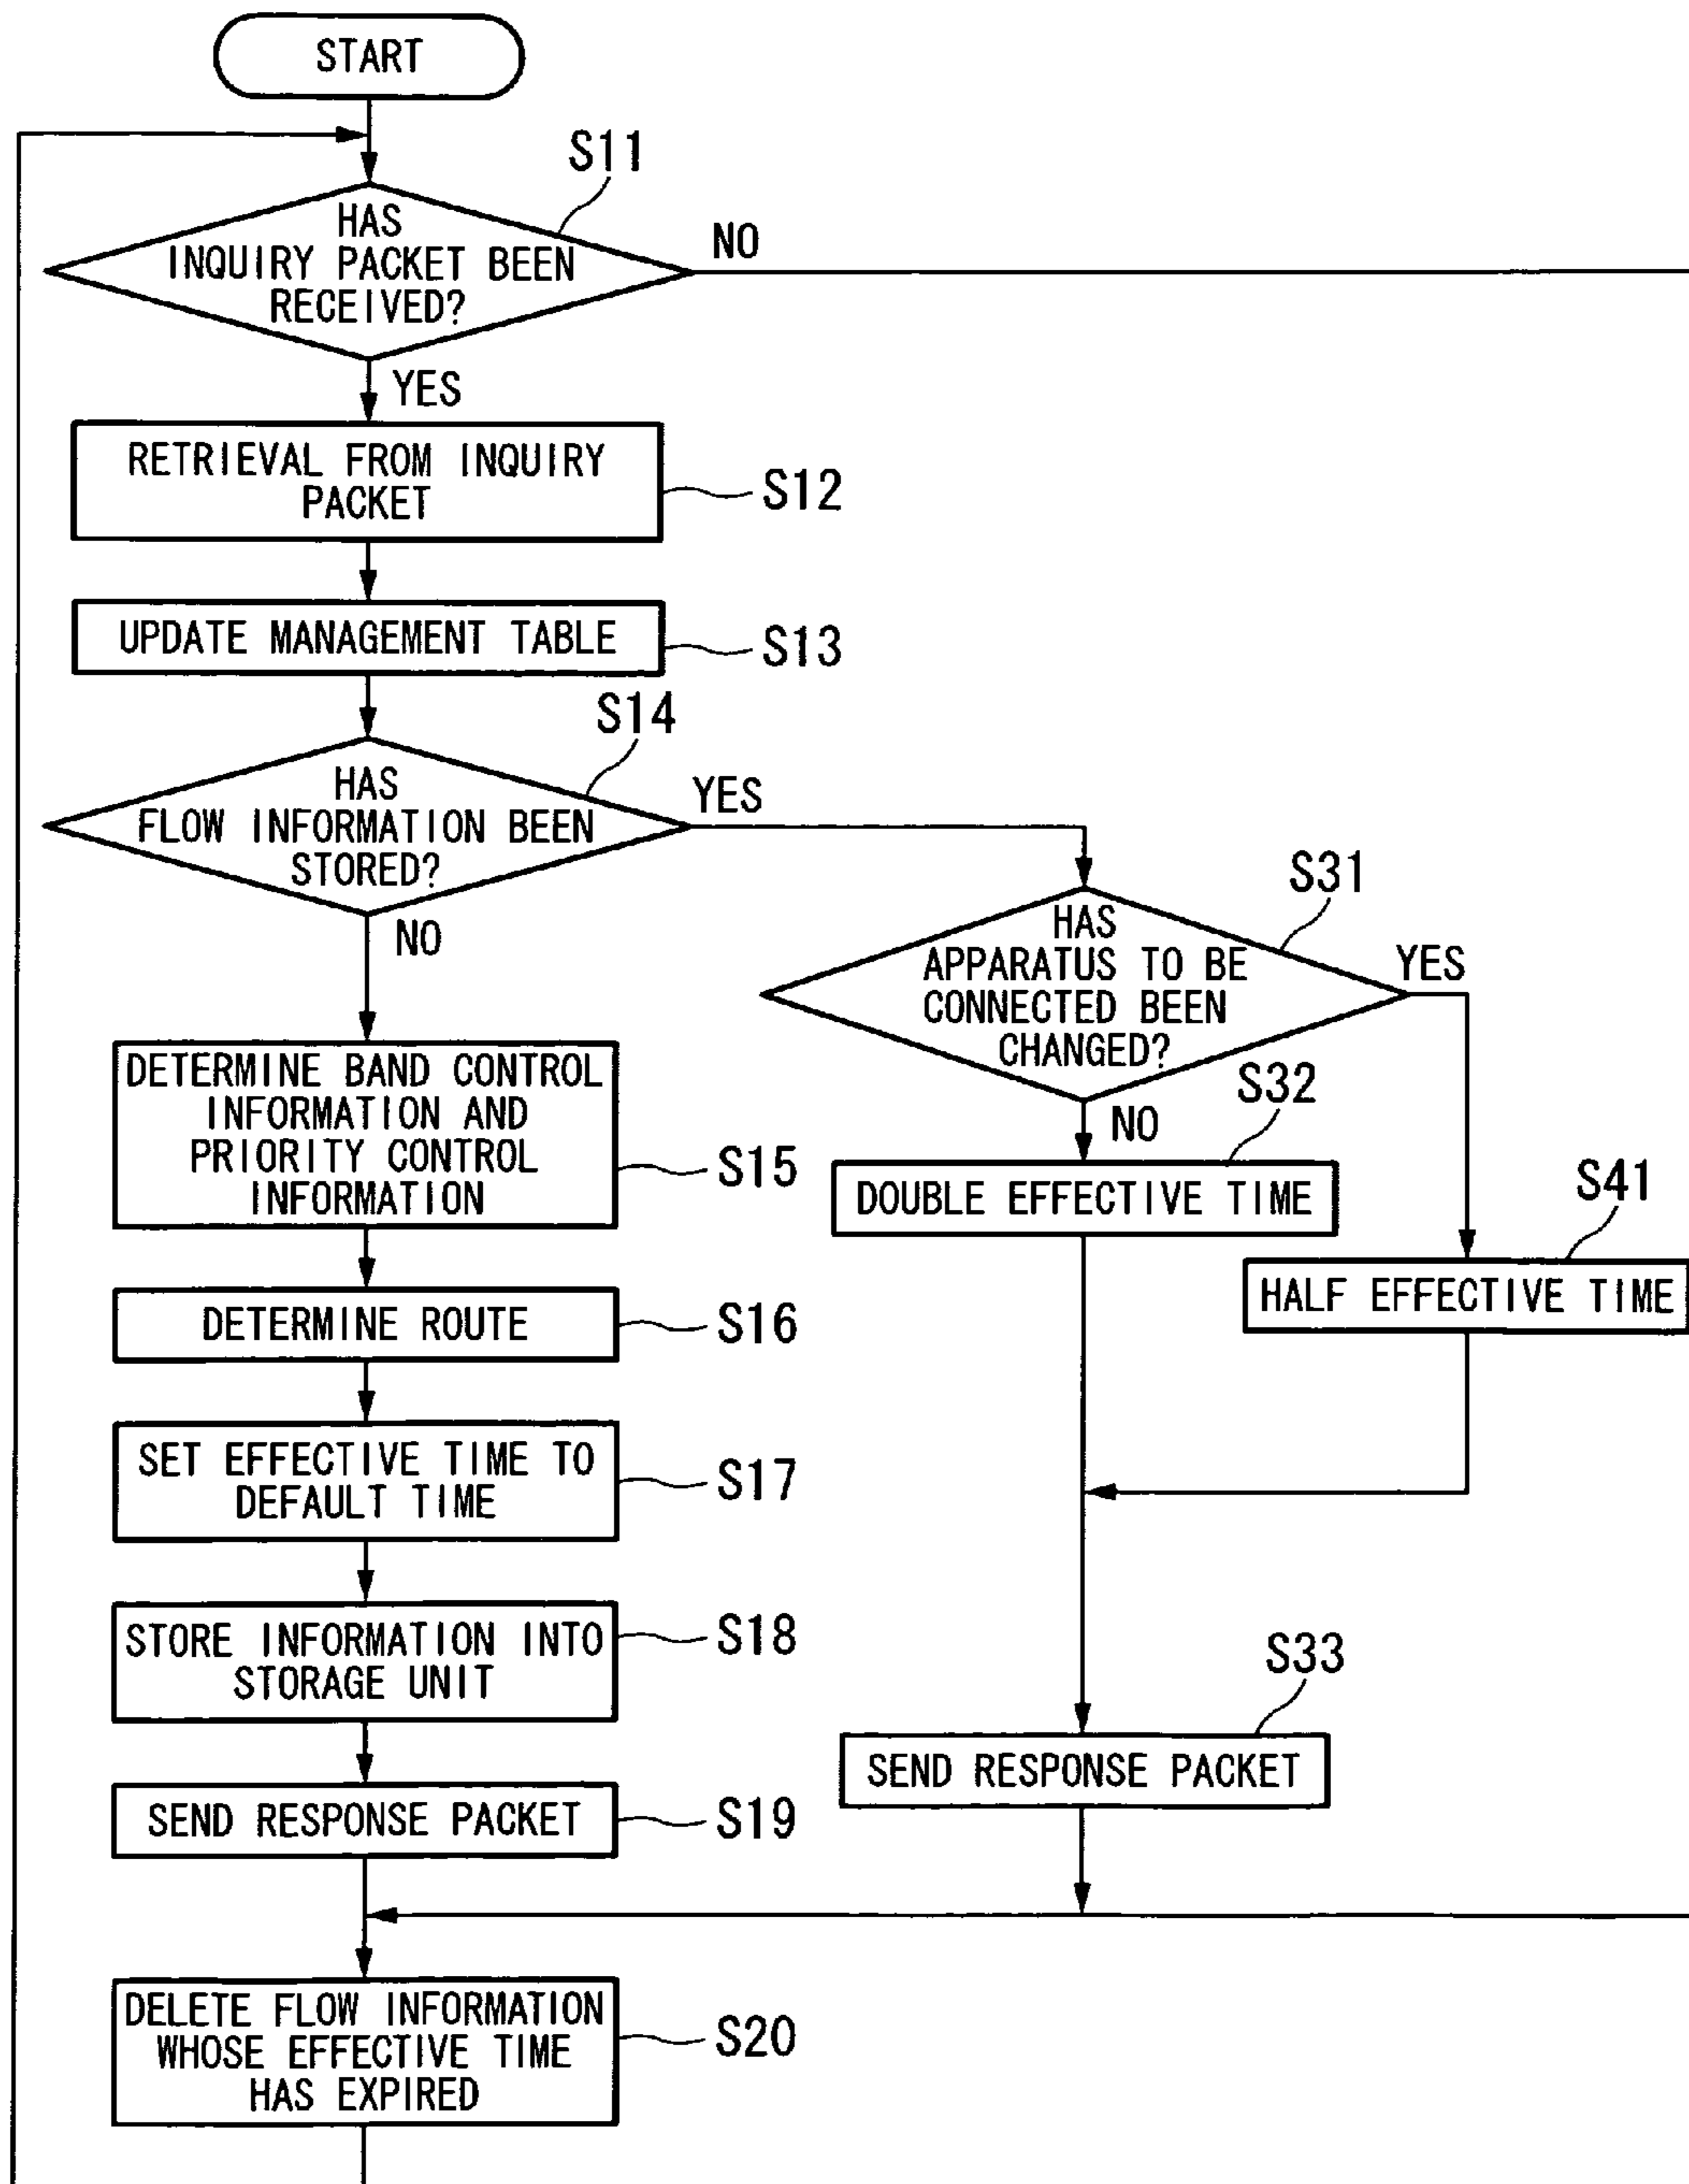 START
S11
HAS
INQUIRY PACKET BEEN
RECEIVED?
NO
YES
RETRIEVAL FROM INQUIRY
PACKET
S12
UPDATE MANAGEMENT TABLE
S13
S14
HAS
FLOW INFORMATION BEEN
STORED?
YES
NO
S31
HAS
APPARATUS TO BE
CONNECTED BEEN
CHANGED?
YES
NO
S32
DOUBLE EFFECTIVE TIME
S41
HALF EFFECTIVE TIME
DETERMINE BAND CONTROL
INFORMATION AND
PRIORITY CONTROL
INFORMATION
S15
DETERMINE ROUTE
S16
SET EFFECTIVE TIME TO
DEFAULT TIME
S17
STORE INFORMATION INTO
STORAGE UNIT
S18
S33
SEND RESPONSE PACKET
SEND RESPONSE PACKET
S19
DELETE FLOW INFORMATION
WHOSE EFFECTIVE TIME
HAS EXPIRED
S20